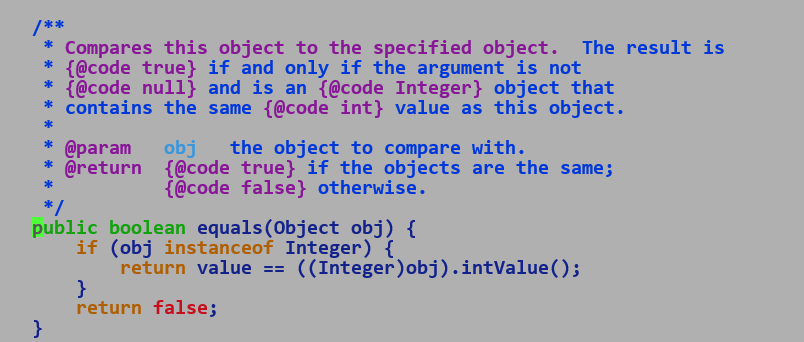 /**
 * Compares this object to the specified object.  The result is
 * {@code true} if and only if the argument is not
 * {@code null} and is an {@code Integer} object that
 * contains the same {@code int} value as this object.
 *
 * @param   obj   the object to compare with.
 * @return  {@code true} if the objects are the same;
 *          {@code false} otherwise.
 */
public boolean equals(Object obj) {
    if (obj instanceof Integer) {
        return value == ((Integer)obj).intValue();
    }
    return false;
}